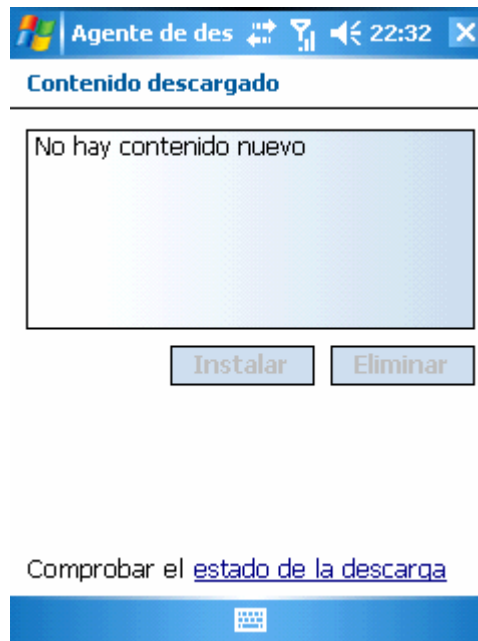 Agente de des 22:32
Contenido descargado
No hay contenido nuevo
Instalar Eliminar
Comprobar el estado de la descarga